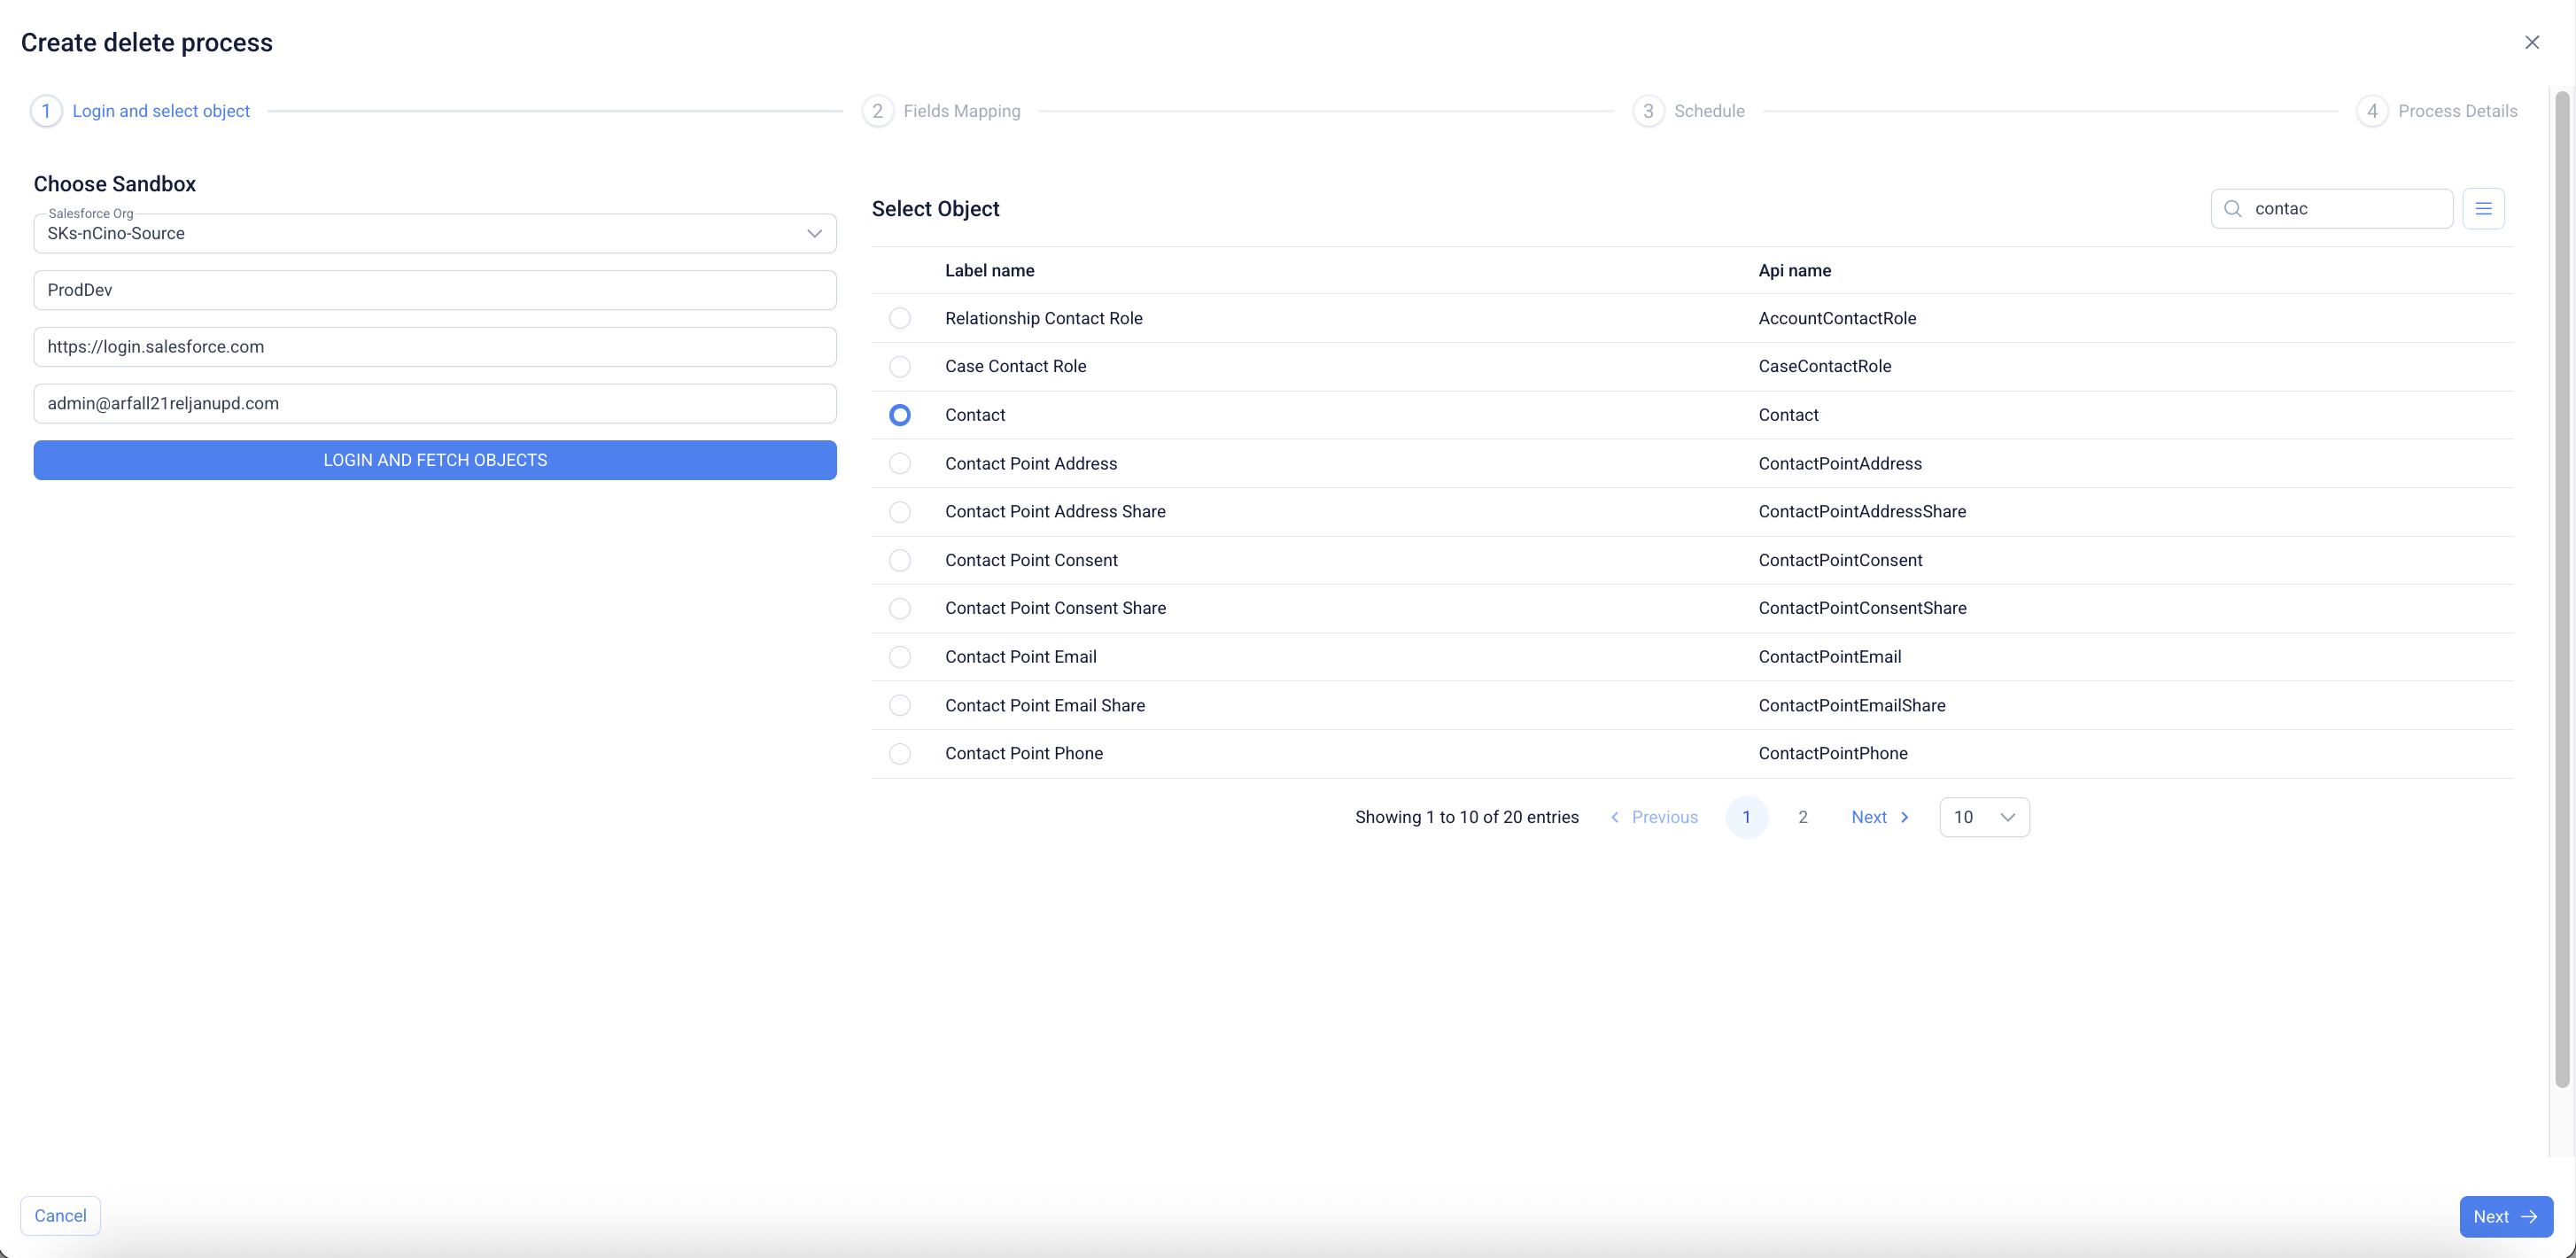 Create delete process
1 Login and select object 2 Fields Mapping 3 Schedule 4 Process Details
Choose Sandbox
Salesforce Org
SKs-nCino-Source
ProdDev
https://login.salesforce.com
admin@arfall21reljanupd.com
LOGIN AND FETCH OBJECTS
Select Object
contac
Label name Api name
Relationship Contact Role AccountContactRole
Case Contact Role CaseContactRole
Contact Contact
Contact Point Address ContactPointAddress
Contact Point Address Share ContactPointAddressShare
Contact Point Consent ContactPointConsent
Contact Point Consent Share ContactPointConsentShare
Contact Point Email ContactPointEmail
Contact Point Email Share ContactPointEmailShare
Contact Point Phone ContactPointPhone
Showing 1 to 10 of 20 entries Previous 1 2 Next 10
Cancel
Next